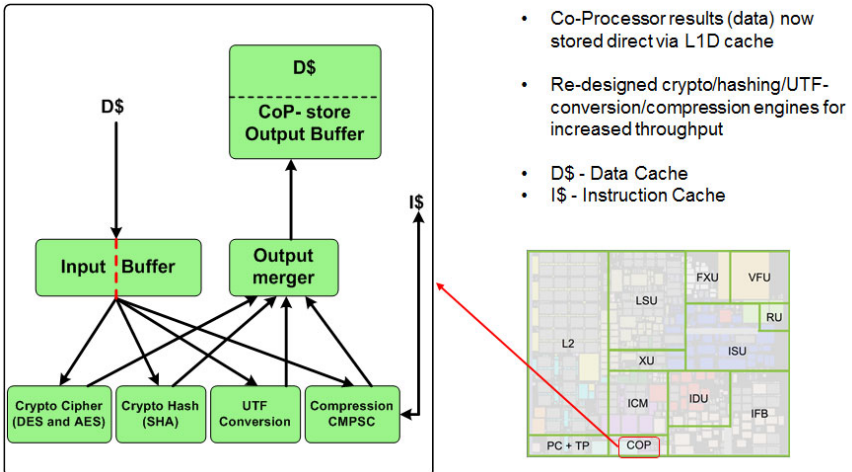 D$
D$
CoP- store
Output Buffer
I$
Input Buffer
Output
merger
Crypto Cipher
(DES and AES)
Crypto Hash
(SHA)
UTF
Conversion
Compression
CMPSC
• Co-Processor results (data) now
stored direct via L1D cache
• Re-designed crypto/hashing/UTF-
conversion/compression engines for
increased throughput
• D$ - Data Cache
• I$ - Instruction Cache
FXU
VFU
LSU
RU
L2
ISU
XU
ICM
IDU
IFB
PC + TP
COP